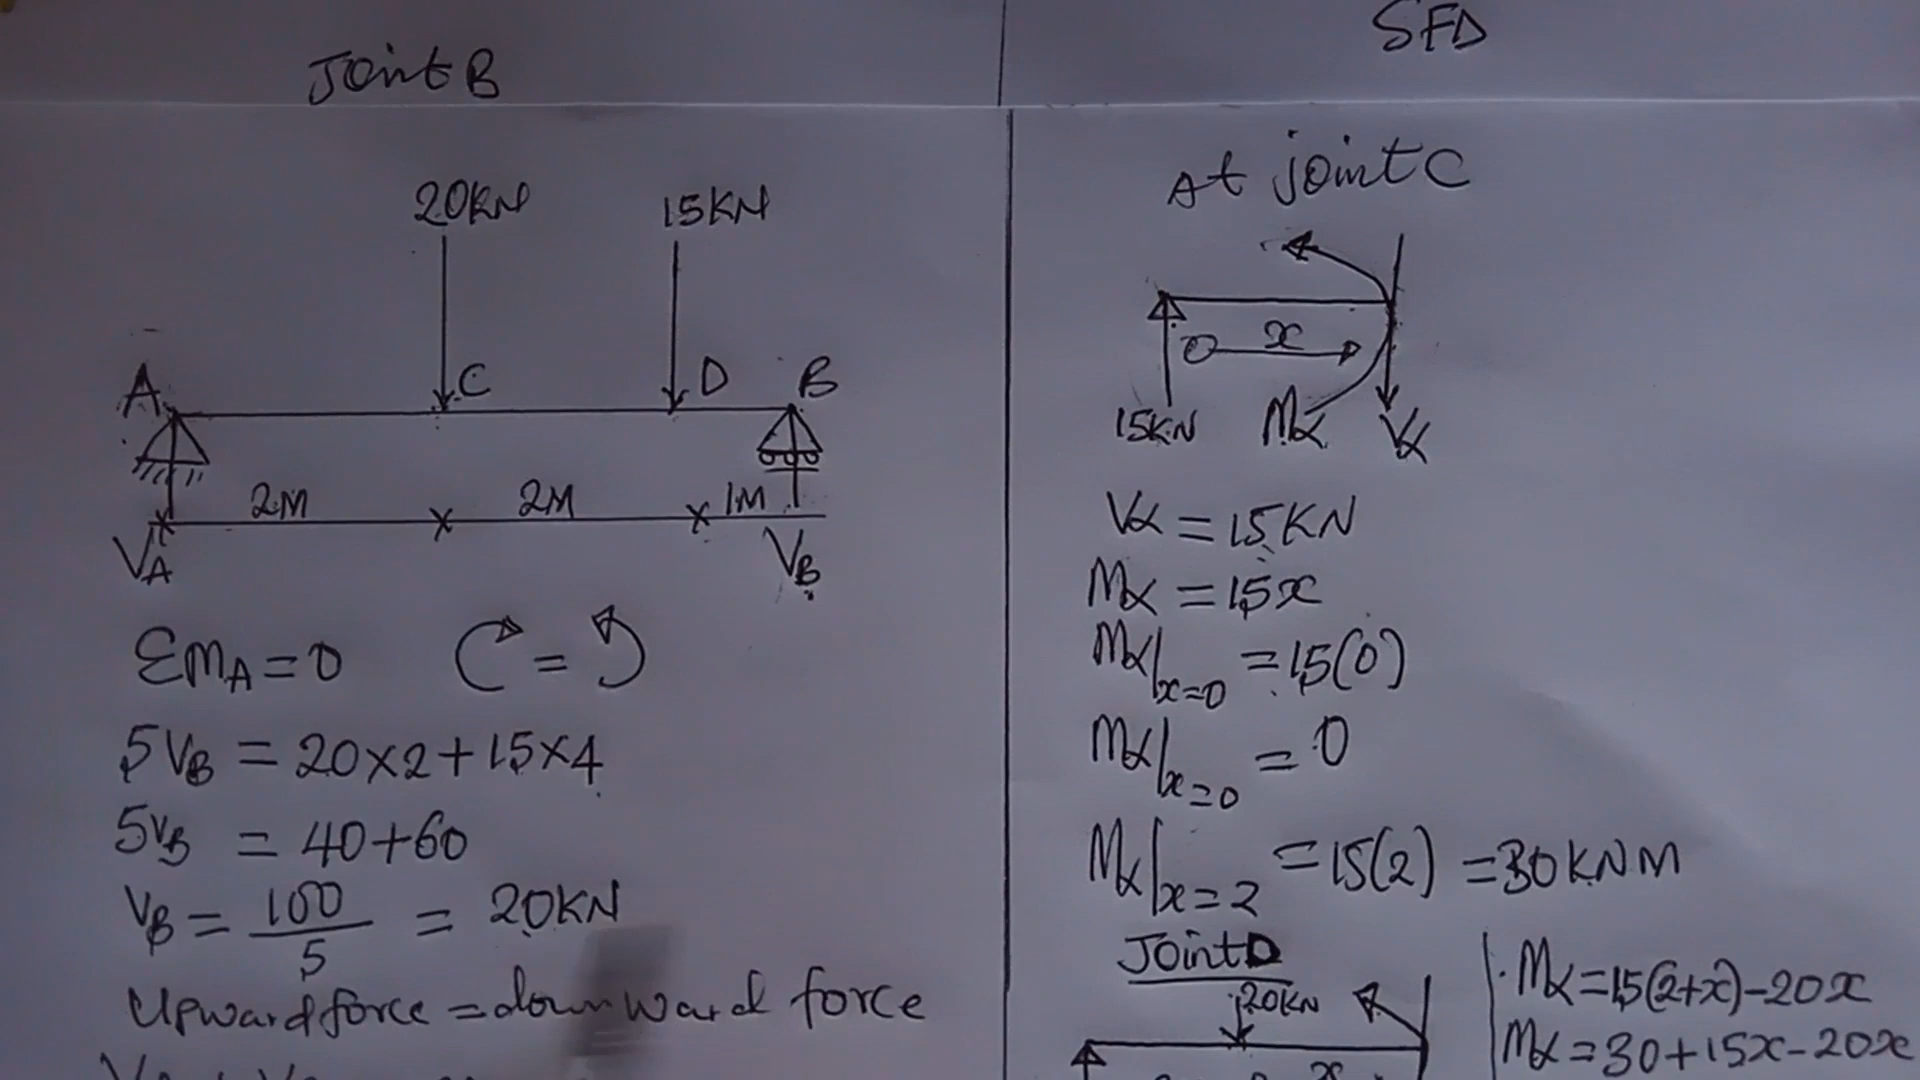 Joint B
20KN 15KN
A C D B
2M 2M 1M
VA VB
ΣMA = 0 =
5VB = 20×2+15×4
5VB = 40+60
VB = 100/5 = 20KN
Upward force = downward force
SFD
At joint C
x
15KN Mx Vx
Vx = 15KN
Mx = 15x
Mx|x=0 = 15(0)
Mx|x=0 = 0
Mx|x=2 = 15(2) = 30KNM
Joint D
20KN
x
Mx = 15(2+x)-20x
Mx = 30+15x-20x